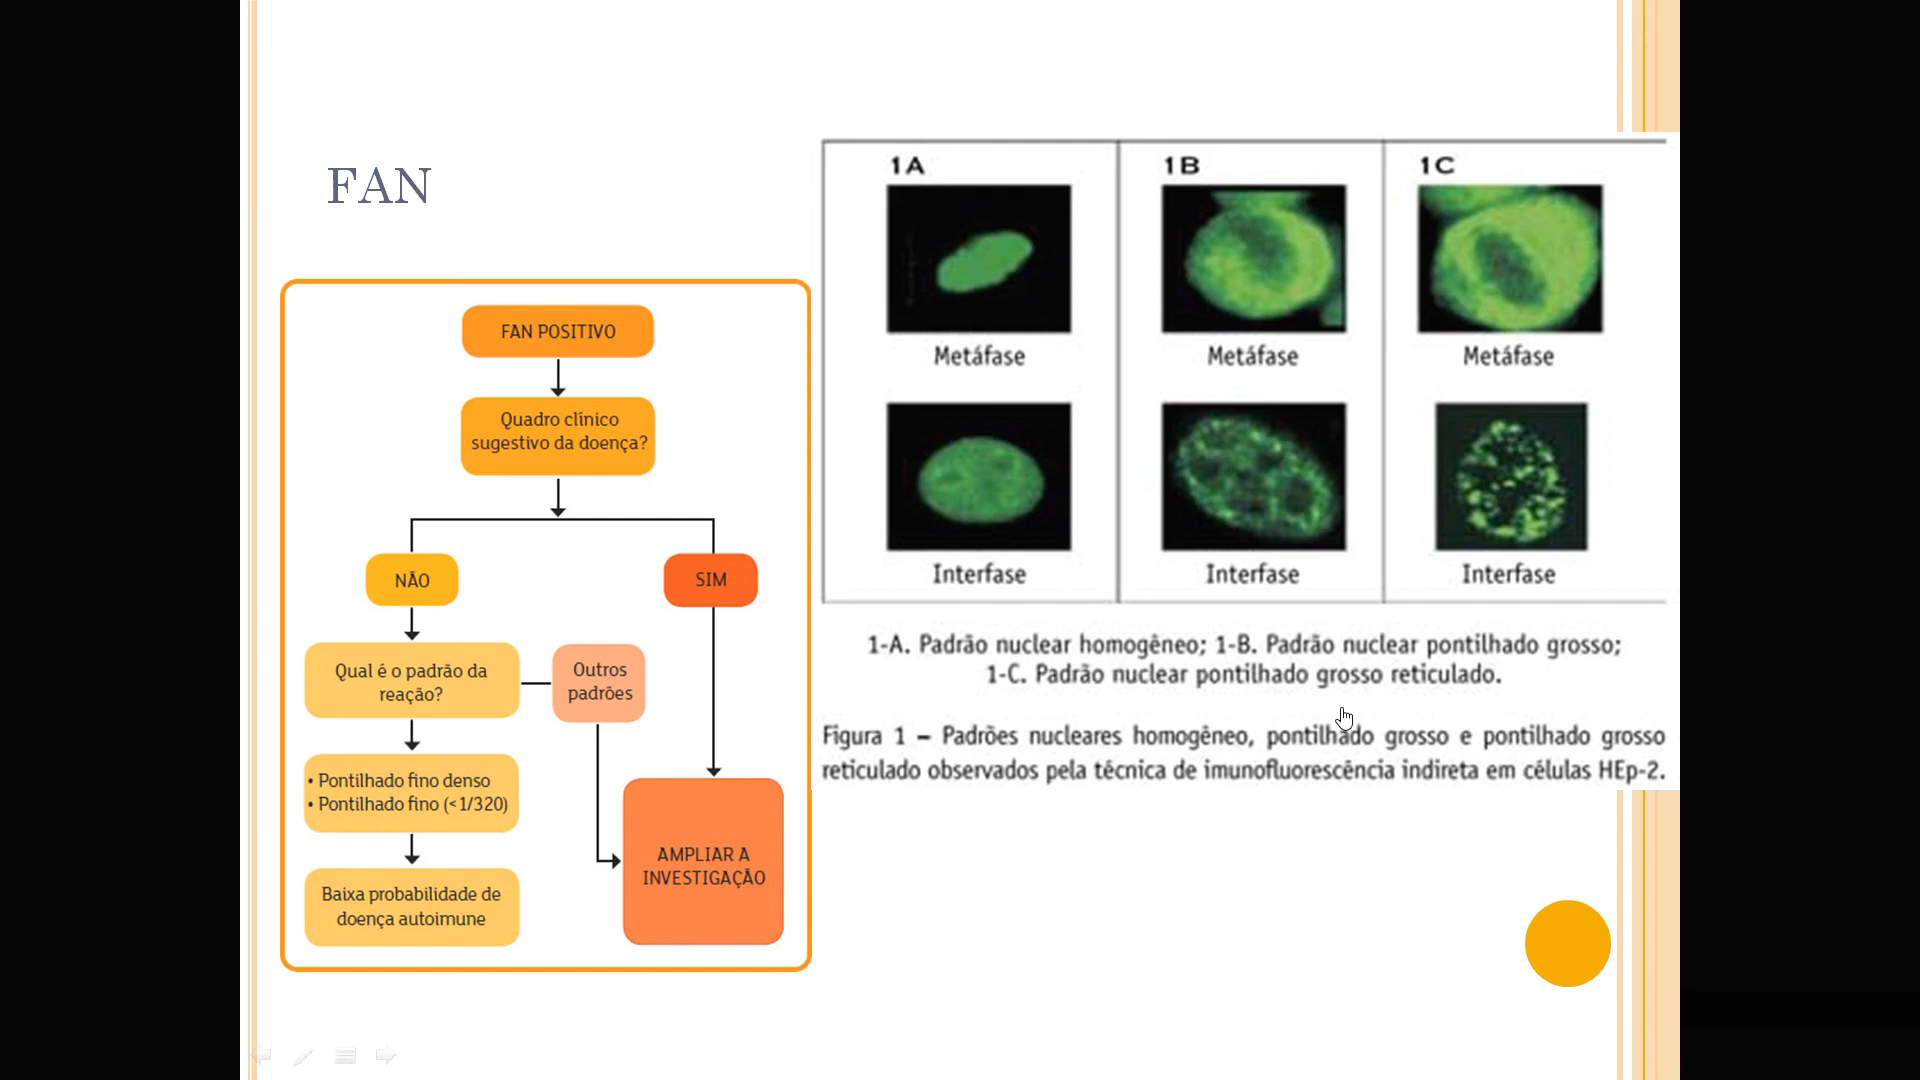 FAN
FAN POSITIVO
Quadro clínico
sugestivo da doença?
NÃO
SIM
Qual é o padrão da
reação?
Outros
padrões
• Pontilhado fino denso
• Pontilhado fino (<1/320)
Baixa probabilidade de
doença autoimune
AMPLIAR A
INVESTIGAÇÃO
1A
1B
1C
Metáfase
Metáfase
Metáfase
Interfase
Interfase
Interfase
1-A. Padrão nuclear homogêneo; 1-B. Padrão nuclear pontilhado grosso;
1-C. Padrão nuclear pontilhado grosso reticulado.
Figura 1 – Padrões nucleares homogêneo, pontilhado grosso e pontilhado grosso
reticulado observados pela técnica de imunofluorescência indireta em células HEp-2.